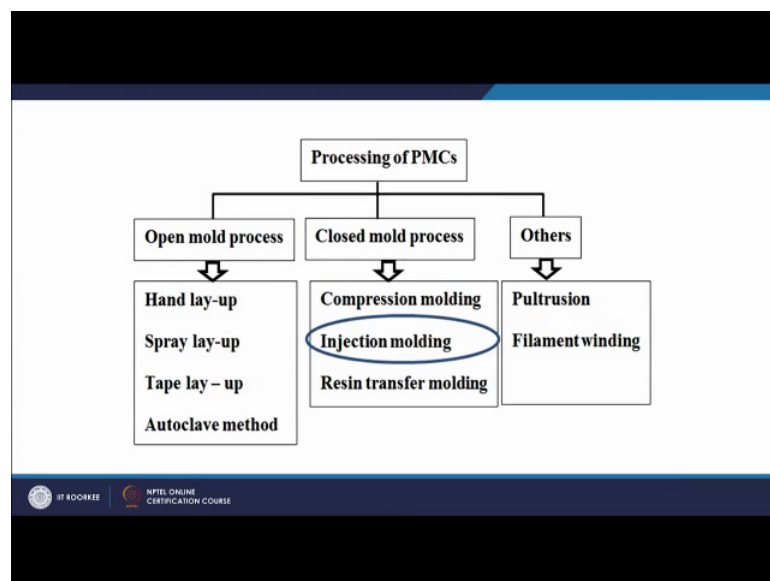 Processing of PMCs
Open mold process
Closed mold process
Others
Hand lay-up
Spray lay-up
Tape lay – up
Autoclave method
Compression molding
Injection molding
Resin transfer molding
Pultrusion
Filament winding
IIT ROORKEE
NPTEL ONLINE
CERTIFICATION COURSE